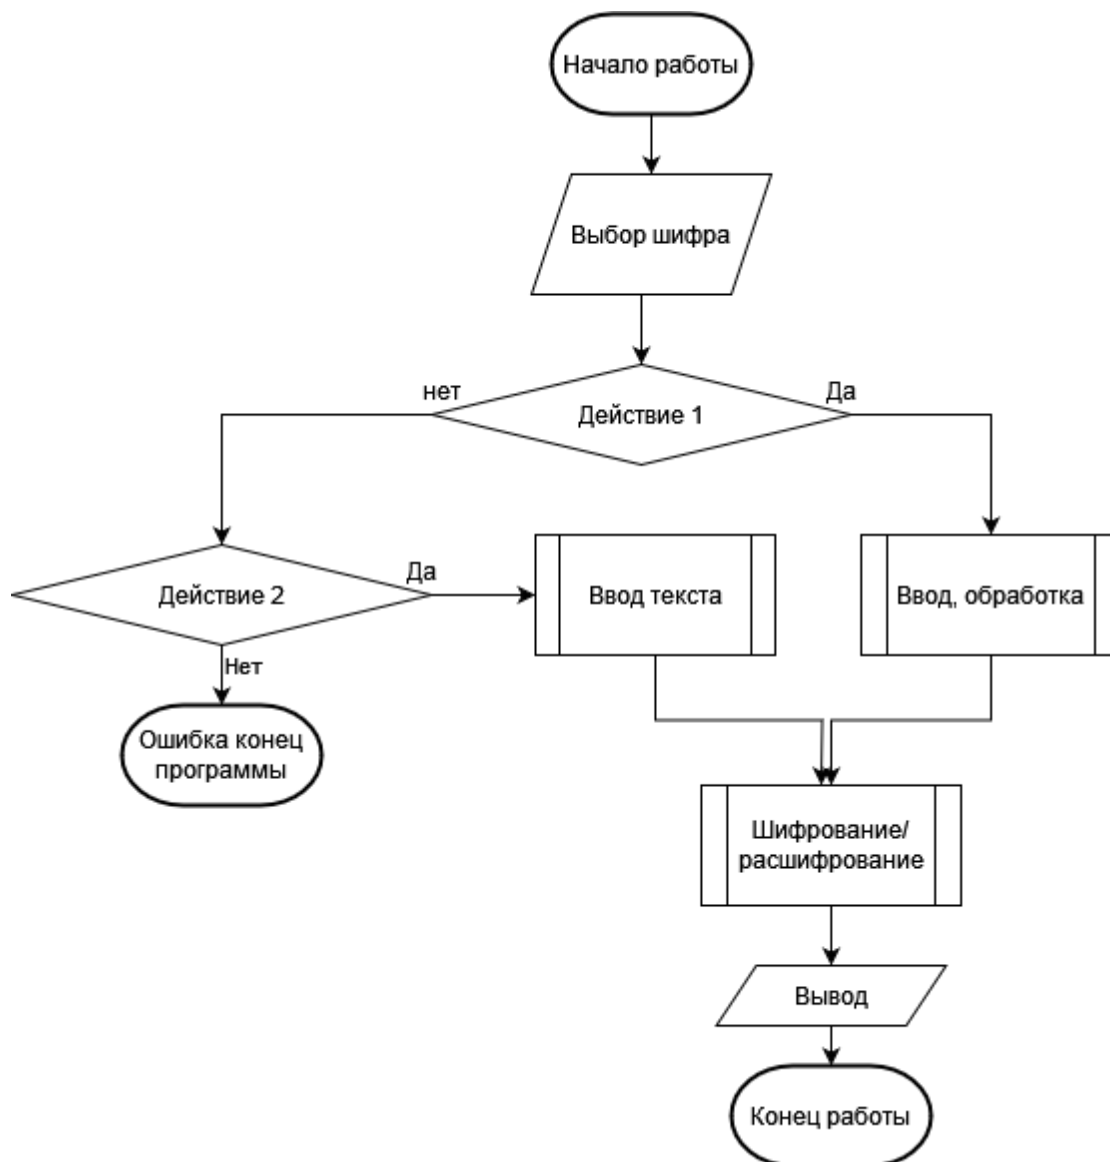 Начало работы
Выбор шифра
нет
Действие 1
Да
Действие 2
Да
Ввод текста
Ввод, обработка
Нет
Ошибка конец
программы
Шифрование/
расшифрование
Вывод
Конец работы